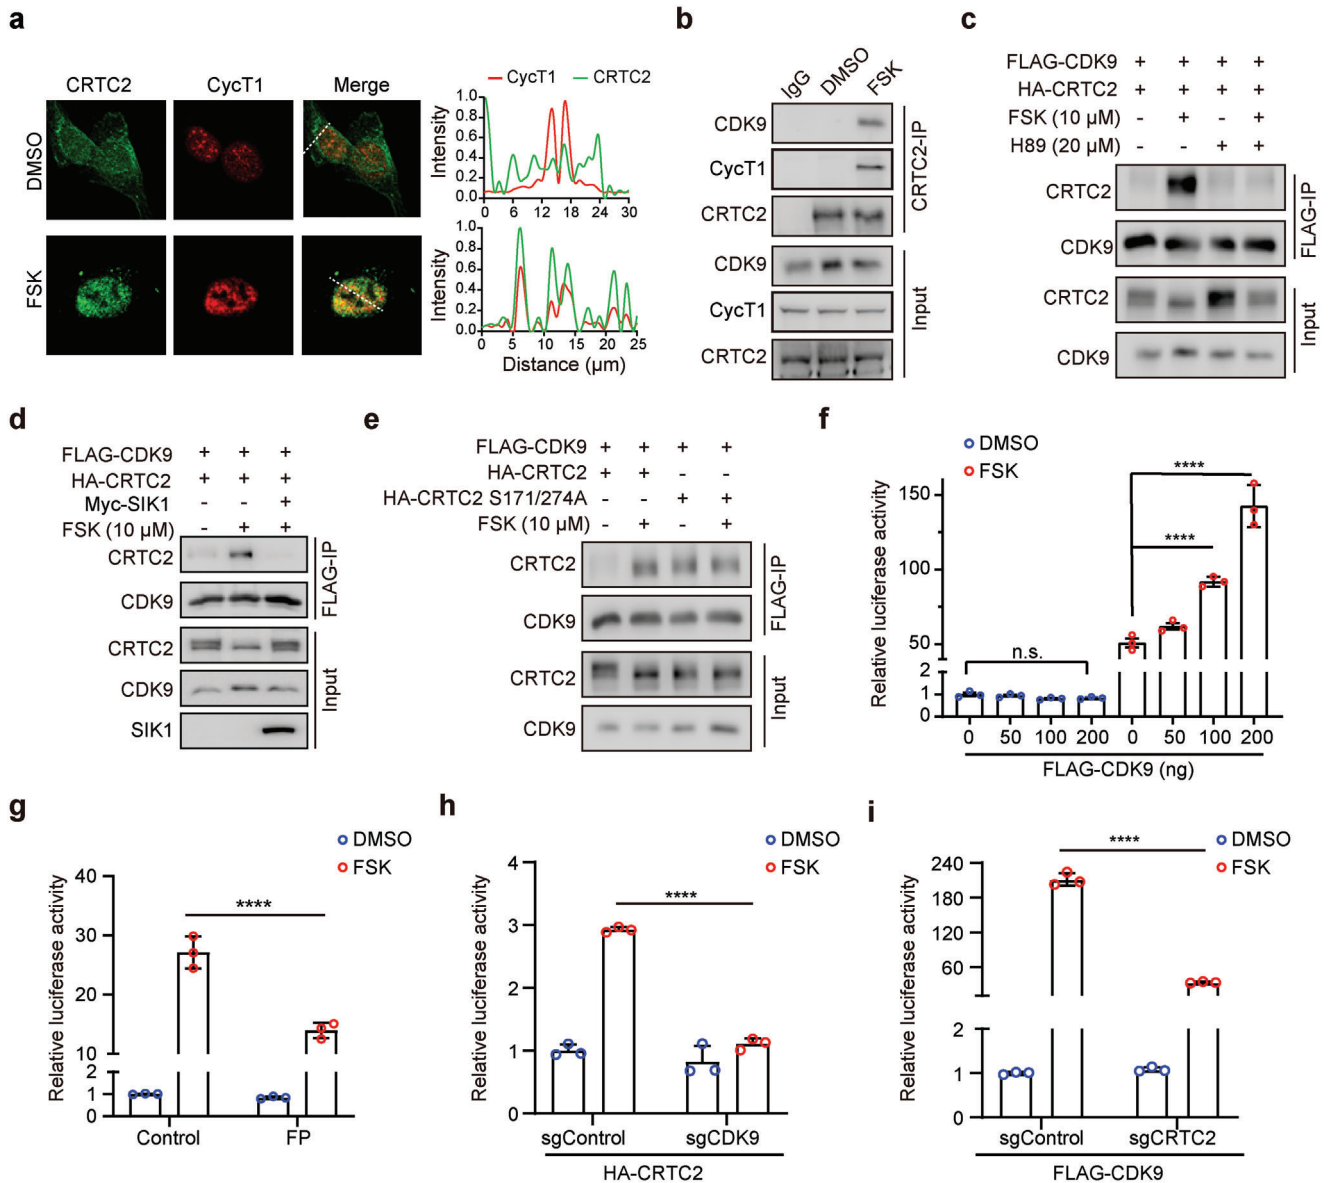 a
CRTC2 CycT1 Merge
DMSO
FSK
CycT1 CRTC2
Intensity
1.0
0.8
0.6
0.4
0.2
0
0 6 12 18 24 30
Intensity
1.0
0.8
0.6
0.4
0.2
0.0
0 5 10 15 20 25
Distance (μm)
b
IgG DMSO FSK
CDK9
CycT1
CRTC2
CRTC2-IP
CDK9
CycT1
CRTC2
Input
c
FLAG-CDK9 + + + +
HA-CRTC2 + + + +
FSK (10 μM) - + - +
H89 (20 μM) - - + +
CRTC2
CDK9
FLAG-IP
CRTC2
CDK9
Input
d
FLAG-CDK9 + + +
HA-CRTC2 + + +
Myc-SIK1 - - +
FSK (10 μM) - + +
CRTC2
CDK9
FLAG-IP
CRTC2
CDK9
SIK1
Input
e
FLAG-CDK9 + + + +
HA-CRTC2 + + - -
HA-CRTC2 S171/274A - - + +
FSK (10 μM) - + - +
CRTC2
CDK9
FLAG-IP
CRTC2
CDK9
Input
f
DMSO
FSK
Relative luciferase activity
150
100
50
2
1
0
n.s.
****
****
0 50 100 200 0 50 100 200
FLAG-CDK9 (ng)
g
DMSO
FSK
Relative luciferase activity
40
30
20
10
2
1
0
****
Control FP
h
DMSO
FSK
Relative luciferase activity
4
3
2
1
0
****
sgControl sgCDK9
HA-CRTC2
i
DMSO
FSK
Relative luciferase activity
240
180
120
60
2
1
0
****
sgControl sgCRTC2
FLAG-CDK9